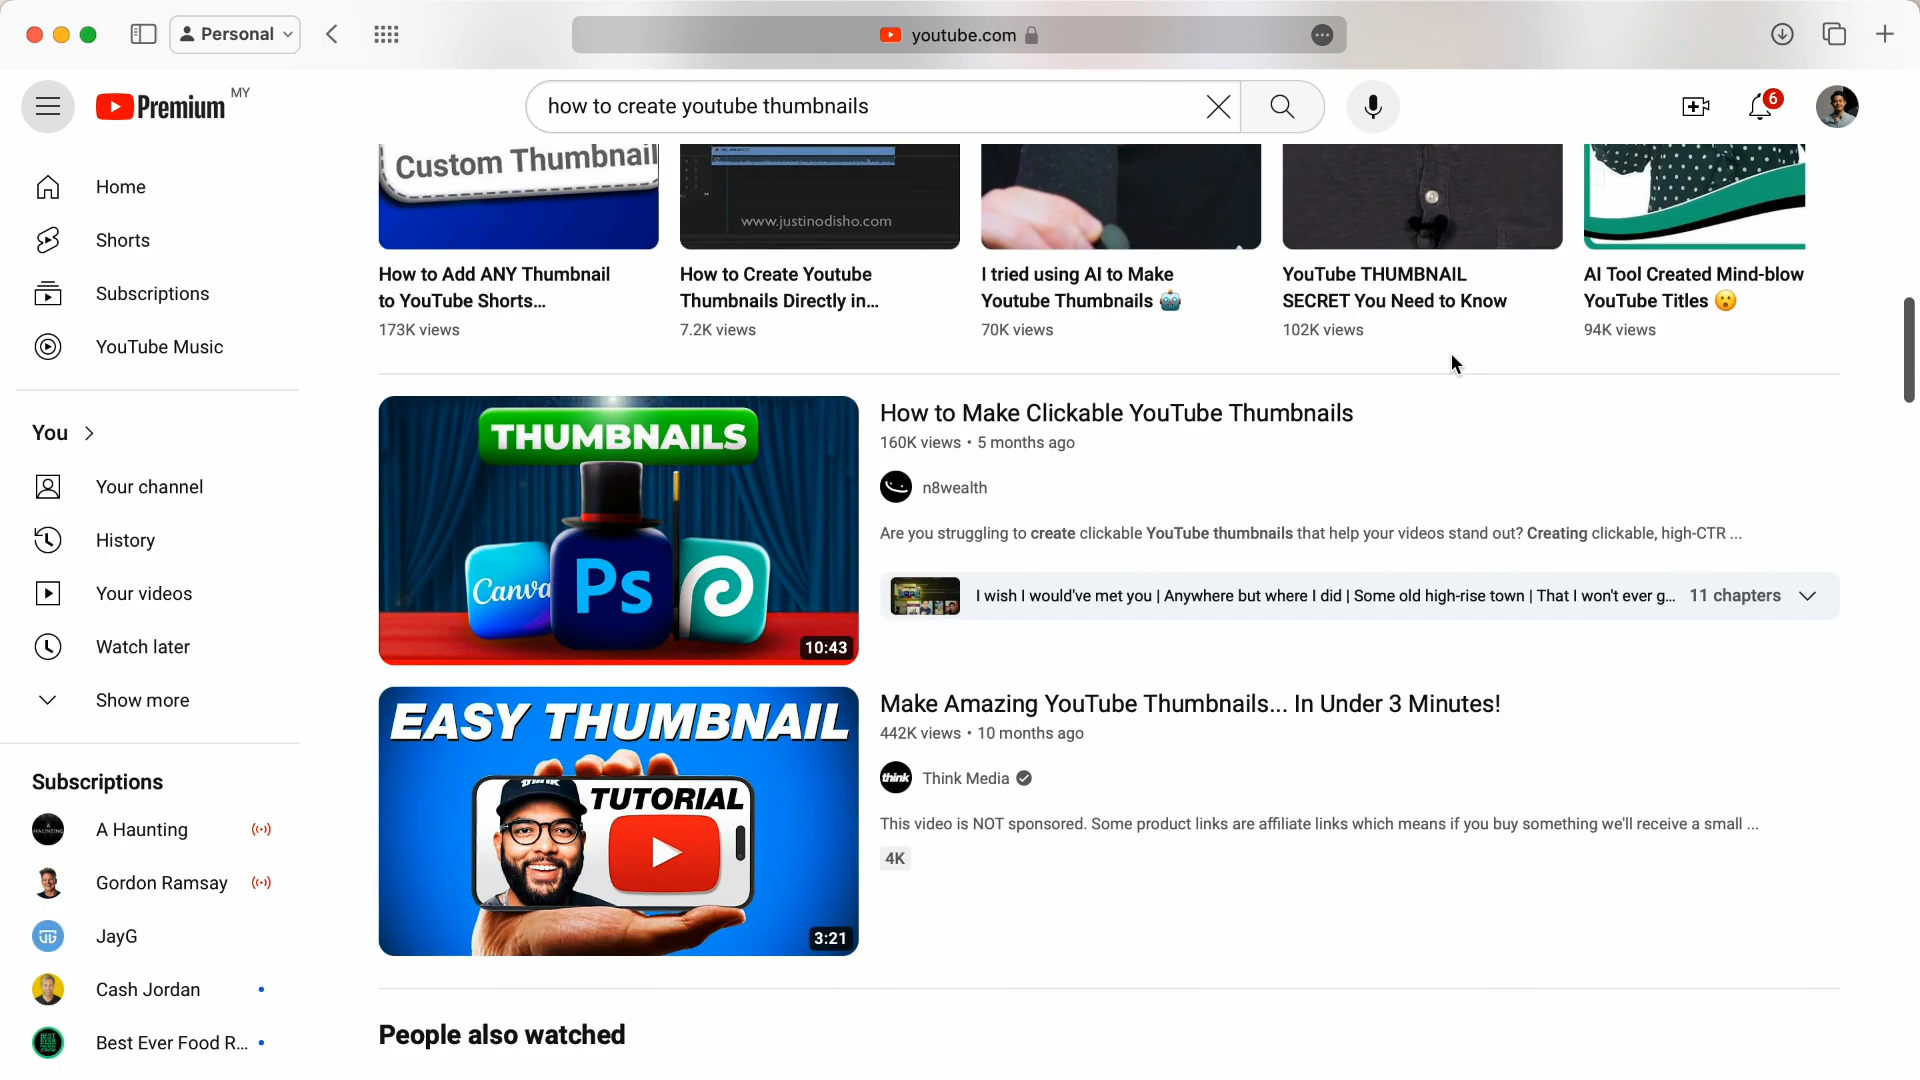 Personal
youtube.com
Premium MY
how to create youtube thumbnails
6
Home
Shorts
Subscriptions
YouTube Music
You
Your channel
History
Your videos
Watch later
Show more
Subscriptions
A Haunting
Gordon Ramsay
JayG
Cash Jordan
Best Ever Food R...
Custom Thumbnail
www.justinodisho.com
How to Add ANY Thumbnail
to YouTube Shorts...
173K views
How to Create Youtube
Thumbnails Directly in...
7.2K views
I tried using AI to Make
Youtube Thumbnails 🤖
70K views
YouTube THUMBNAIL
SECRET You Need to Know
102K views
AI Tool Created Mind-blow
YouTube Titles 😮
94K views
THUMBNAILS
Canva
Ps
10:43
How to Make Clickable YouTube Thumbnails
160K views • 5 months ago
n8wealth
Are you struggling to create clickable YouTube thumbnails that help your videos stand out? Creating clickable, high-CTR ...
I wish I would've met you | Anywhere but where I did | Some old high-rise town | That I won't ever g... 11 chapters
EASY THUMBNAIL
TUTORIAL
3:21
Make Amazing YouTube Thumbnails... In Under 3 Minutes!
442K views • 10 months ago
think
Think Media
This video is NOT sponsored. Some product links are affiliate links which means if you buy something we'll receive a small ...
4K
People also watched